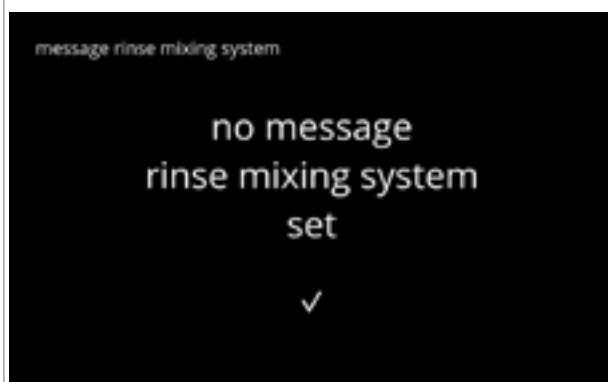 message rinse mixing system
no message
rinse mixing system
set
✓